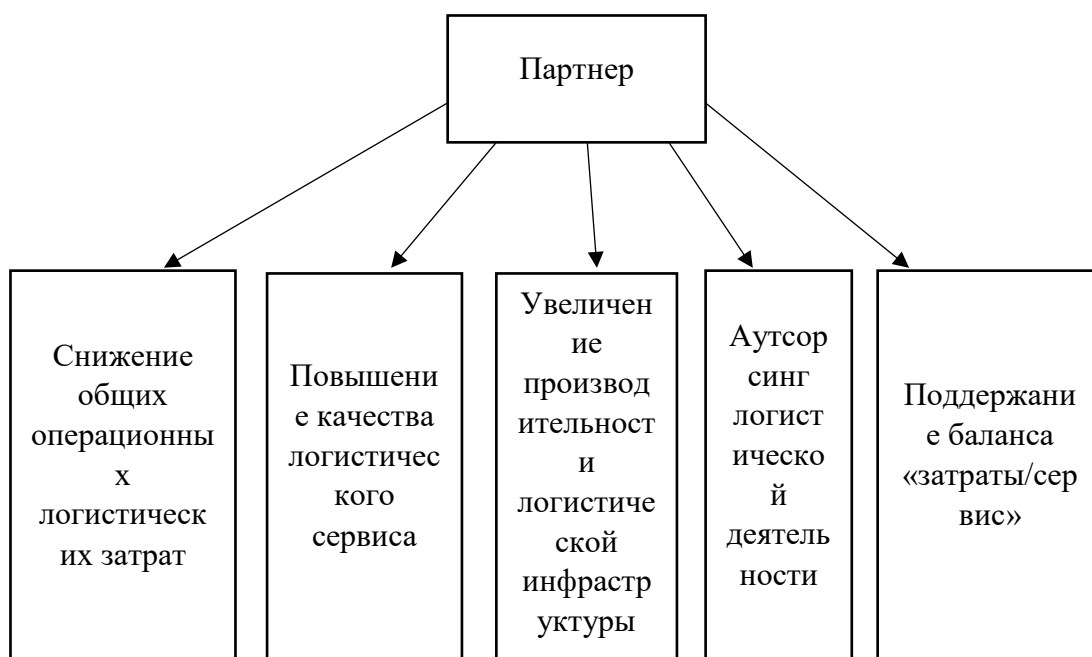 Партнер
Снижение
общих
операционны
х
логистическ
их затрат
Повышени
е качества
логистичес
кого
сервиса
Увеличен
ие
производ
ительност
и
логистиче
ской
инфрастр
уктуры
Аутсор
синг
логист
ическо
й
деятель
ности
Поддержани
е баланса
«затраты/сер
вис»